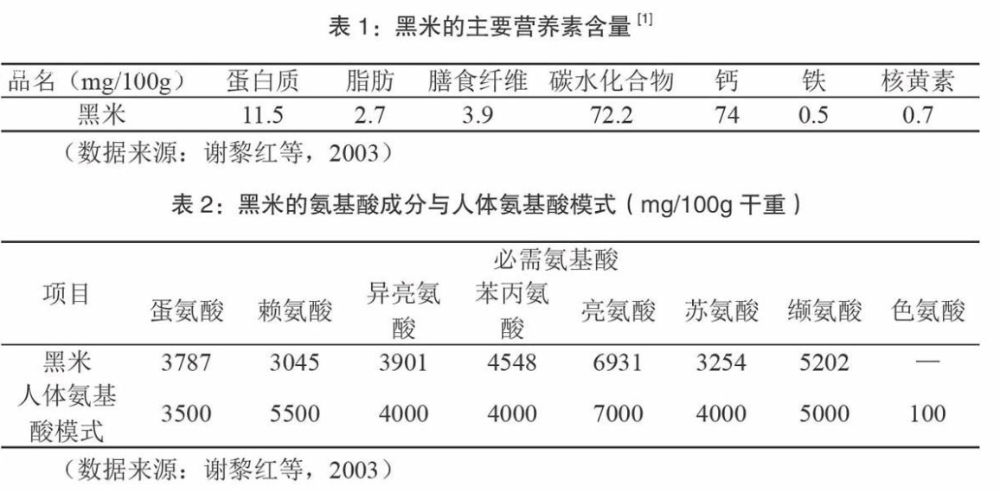 表 1：黑米的主要营养素含量 [1]
品名（mg/100g） 蛋白质 脂肪 膳食纤维 碳水化合物 钙 铁 核黄素
黑米 11.5 2.7 3.9 72.2 74 0.5 0.7
（数据来源：谢黎红等，2003）
表 2：黑米的氨基酸成分与人体氨基酸模式（mg/100g 干重）
项目 必需氨基酸
蛋氨酸 赖氨酸 异亮氨酸 苯丙氨酸 亮氨酸 苏氨酸 缬氨酸 色氨酸
黑米 3787 3045 3901 4548 6931 3254 5202 —
人体氨基酸模式 3500 5500 4000 4000 7000 4000 5000 100
（数据来源：谢黎红等，2003）